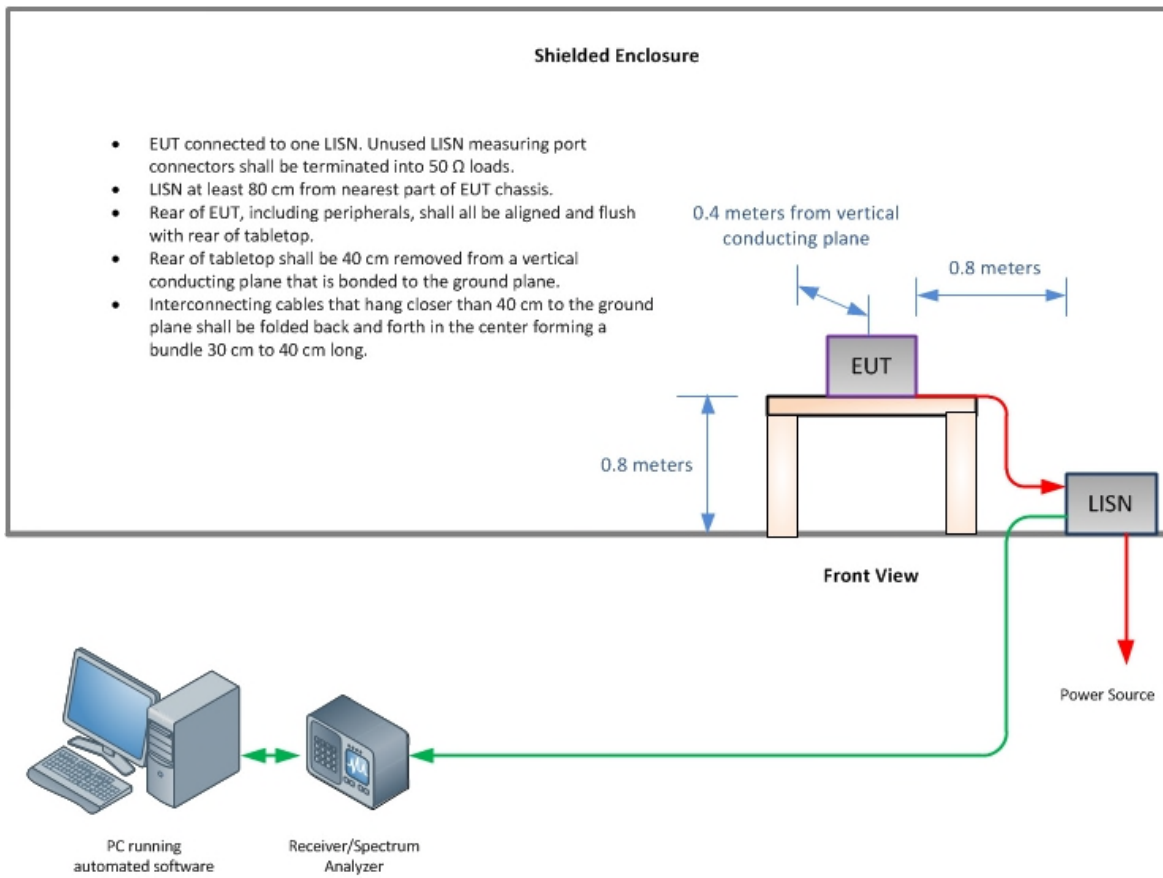 Shielded Enclosure
• EUT connected to one LISN. Unused LISN measuring port
connectors shall be terminated into 50 Ω loads.
• LISN at least 80 cm from nearest part of EUT chassis.
• Rear of EUT, including peripherals, shall all be aligned and flush
with rear of tabletop.
• Rear of tabletop shall be 40 cm removed from a vertical
conducting plane that is bonded to the ground plane.
• Interconnecting cables that hang closer than 40 cm to the ground
plane shall be folded back and forth in the center forming a
bundle 30 cm to 40 cm long.
0.4 meters from vertical
conducting plane
0.8 meters
EUT
0.8 meters
LISN
Front View
Power Source
PC running
automated software
Receiver/Spectrum
Analyzer